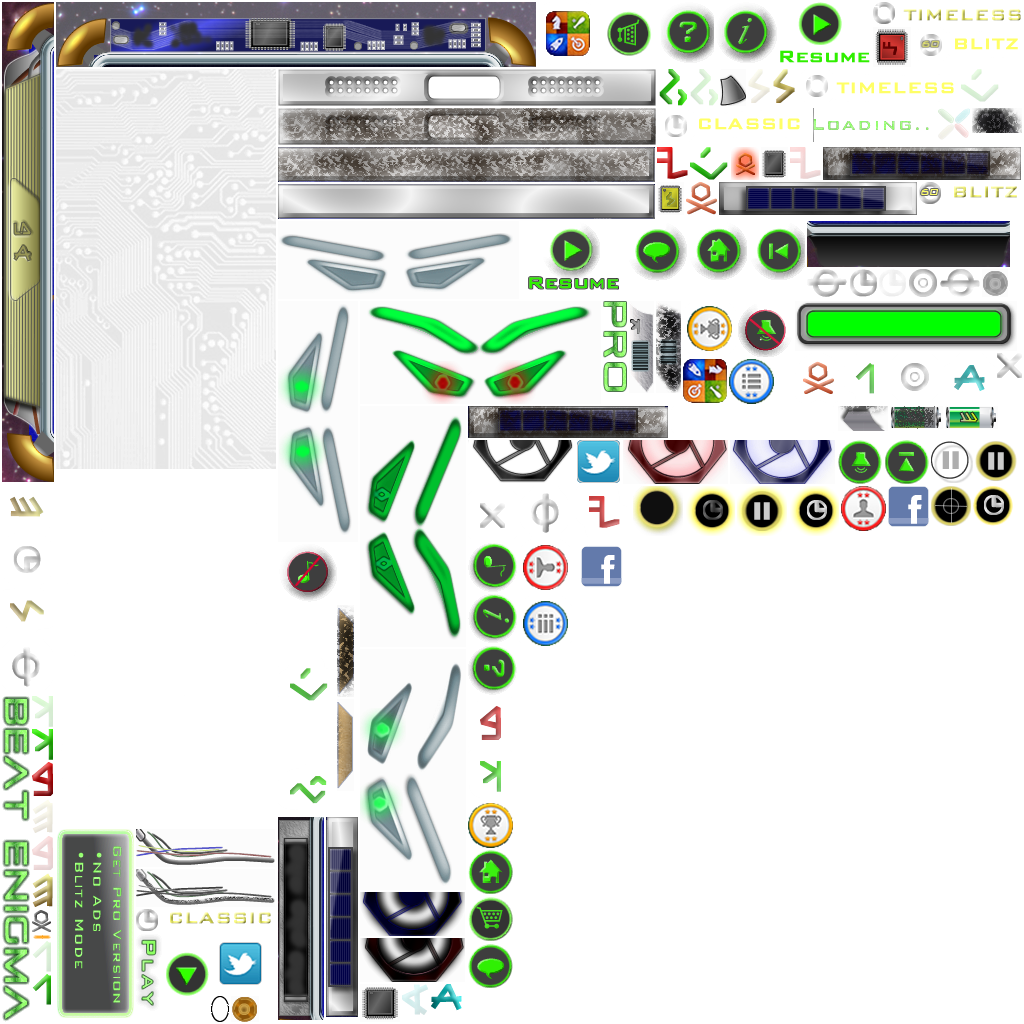 TIMELESS
RESUME
BLITZ
TIMELESS
CLASSIC
LOADING..
BLITZ
RESUME
PRO
BEAT ENIGMA
GET PRO VERSION
•NO ADS
•BLITZ MODE
CLASSIC
PLAY